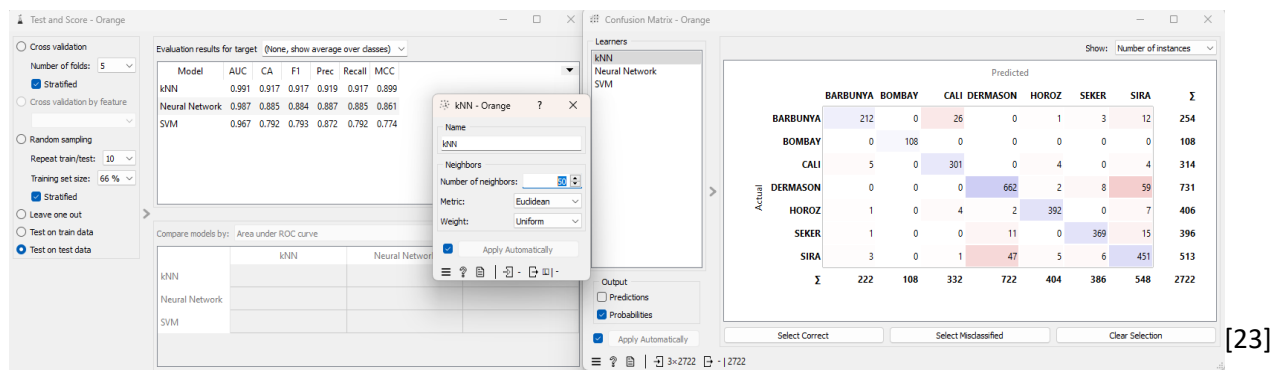 Test and Score - Orange
Cross validation
Number of folds: 5
Stratified
Cross validation by feature
Random sampling
Repeat train/test: 10
Training set size: 66 %
Stratified
Leave one out
Test on train data
Test on test data
Evaluation results for target (None, show average over classes)
Model AUC CA F1 Prec Recall MCC
kNN 0.991 0.917 0.917 0.919 0.917 0.899
Neural Network 0.987 0.885 0.884 0.887 0.885 0.861
SVM 0.967 0.792 0.793 0.872 0.792 0.774
Compare models by: Area under ROC curve
kNN Neural Networ
kNN
Neural Network
SVM
kNN - Orange ? ×
Name
kNN
Neighbors
Number of neighbors: 50
Metric: Euclidean
Weight: Uniform
Apply Automatically
Confusion Matrix - Orange
Learners
kNN
Neural Network
SVM
Output
Predictions
Probabilities
Apply Automatically
3×2722 - | 2722
Show: Number of instances
Predicted
BARBUNYA BOMBAY CALI DERMASON HOROZ SEKER SIRA Σ
Actual
BARBUNYA 212 0 26 0 1 3 12 254
BOMBAY 0 108 0 0 0 0 0 108
CALI 5 0 301 0 4 0 4 314
DERMASON 0 0 0 662 2 8 59 731
HOROZ 1 0 4 2 392 0 7 406
SEKER 1 0 0 11 0 369 15 396
SIRA 3 0 1 47 5 6 451 513
Σ 222 108 332 722 404 386 548 2722
Select Correct Select Misclassified Clear Selection
[23]